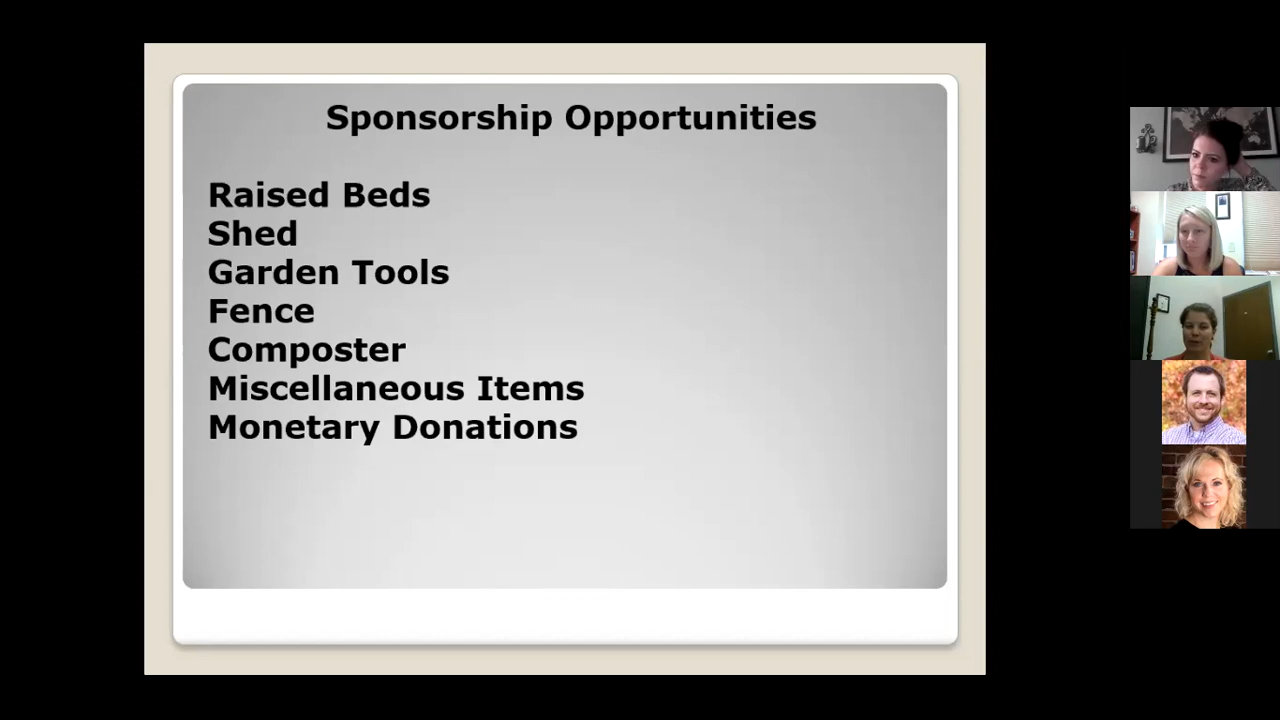 Sponsorship Opportunities
Raised Beds
Shed
Garden Tools
Fence
Composter
Miscellaneous Items
Monetary Donations